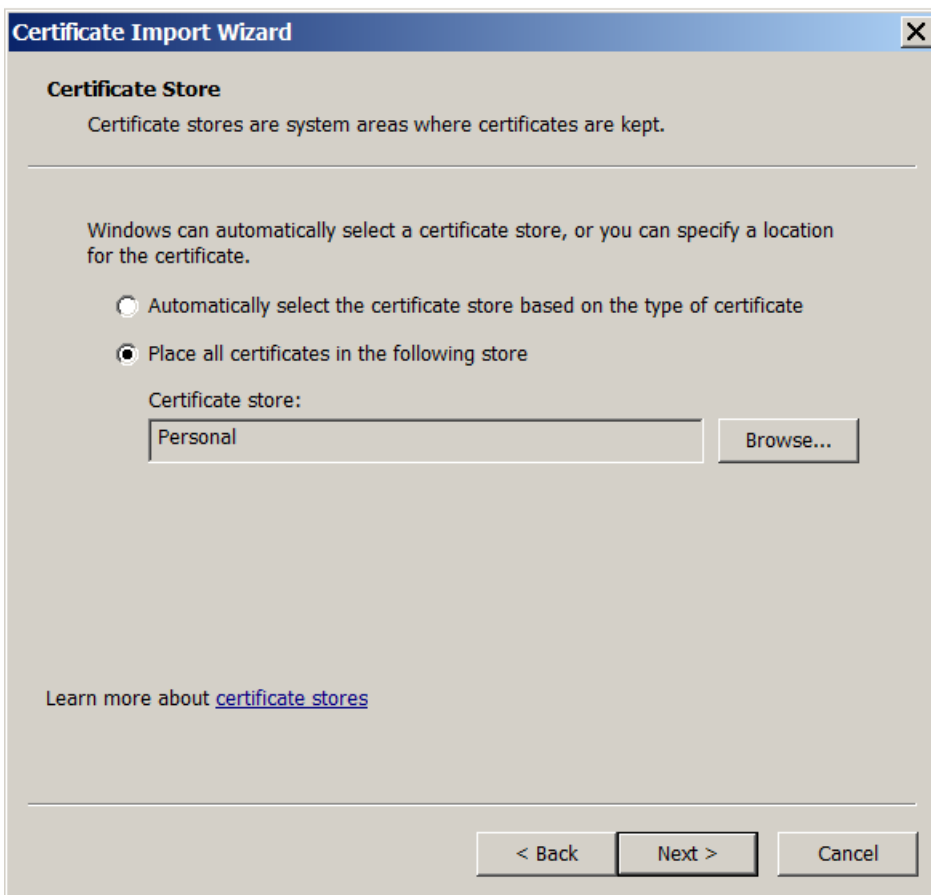 Certificate Import Wizard
Certificate Store
Certificate stores are system areas where certificates are kept.
Windows can automatically select a certificate store, or you can specify a location
for the certificate.
Automatically select the certificate store based on the type of certificate
Place all certificates in the following store
Certificate store:
Personal
Browse...
Learn more about certificate stores
< Back
Next >
Cancel